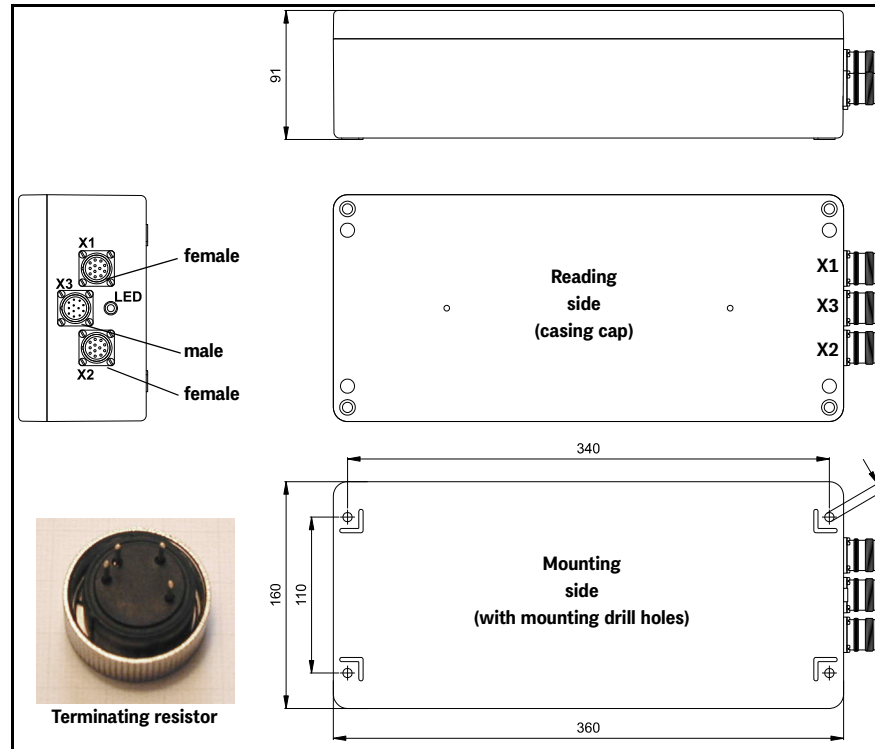 91
X1
female
X3
LED
male
X2
female
Reading
side
(casing cap)
X1
X3
X2
340
160
110
Mounting
side
(with mounting drill holes)
360
Terminating resistor